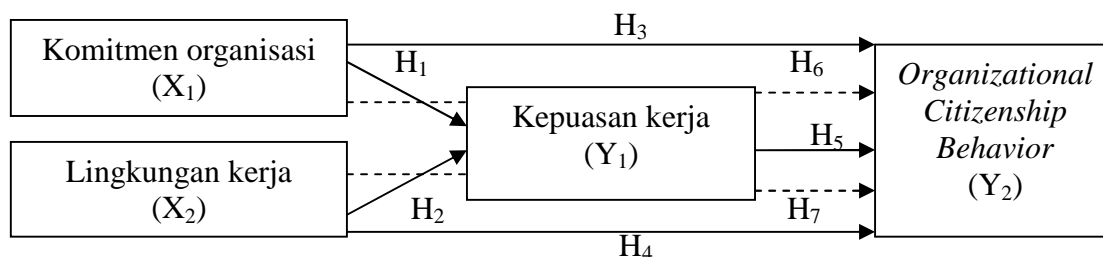 Komitmen organisasi
(X₁)
Lingkungan kerja
(X₂)
H₃
H₁
H₂
H₄
Kepuasan kerja
(Y₁)
H₆
H₅
H₇
Organizational
Citizenship
Behavior
(Y₂)